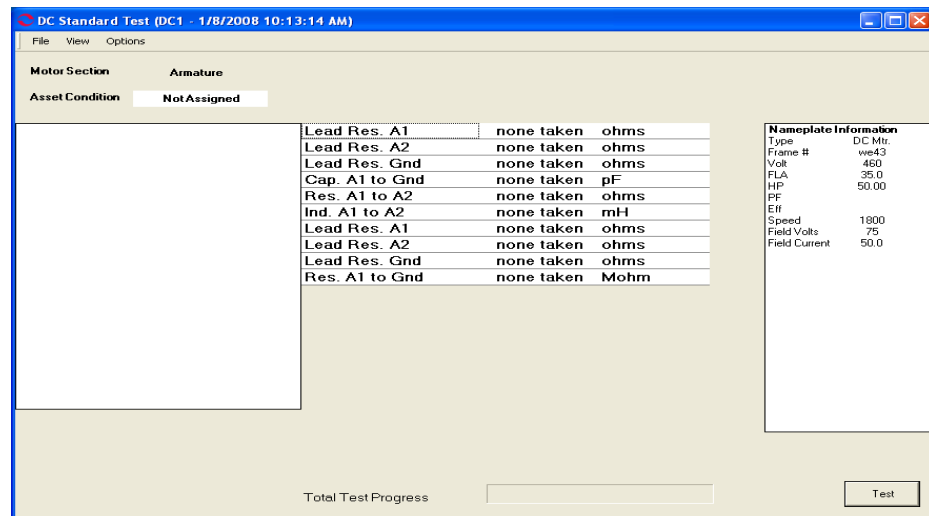 DC Standard Test (DC1 - 1/8/2008 10:13:14 AM)
File View Options
Motor Section Armature
Asset Condition Not Assigned
Lead Res. A1 none taken ohms
Lead Res. A2 none taken ohms
Lead Res. Gnd none taken ohms
Cap. A1 to Gnd none taken pF
Res. A1 to A2 none taken ohms
Ind. A1 to A2 none taken mH
Lead Res. A1 none taken ohms
Lead Res. A2 none taken ohms
Lead Res. Gnd none taken ohms
Res. A1 to Gnd none taken Mohm
Nameplate Information
Type DC Mtr.
Frame # we43
Volt 460
FLA 35.0
HP 50.00
PF
Eff
Speed 1800
Field Volts 75
Field Current 50.0
Total Test Progress
Test